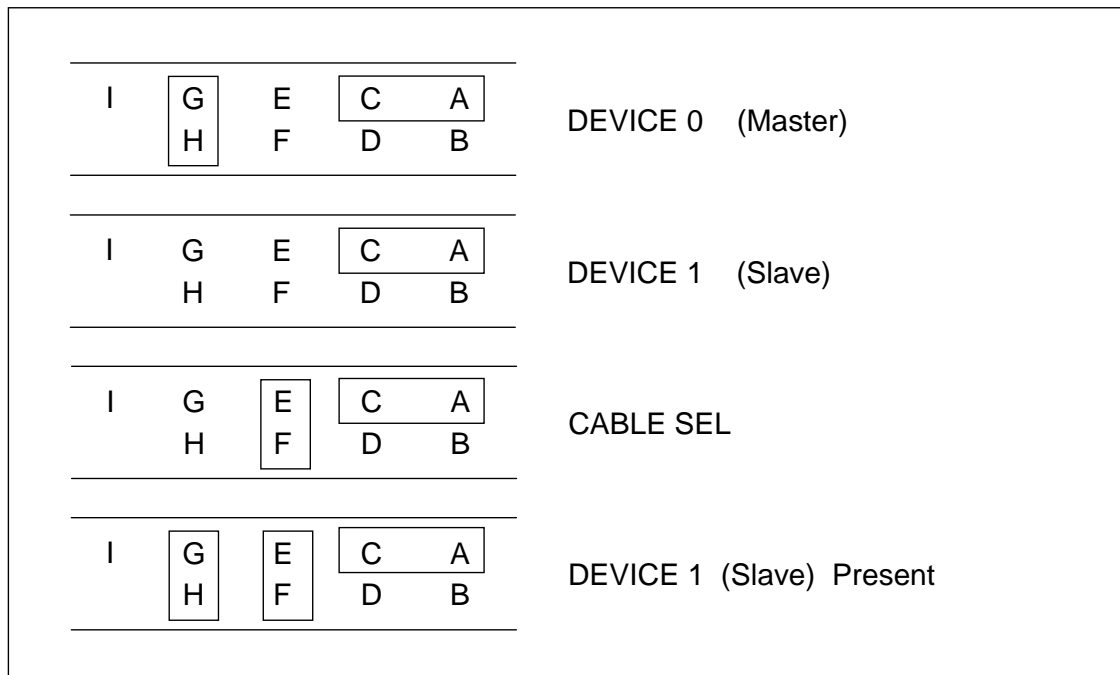 I G E C A
H F D B
DEVICE 0 (Master)
I G E C A
H F D B
DEVICE 1 (Slave)
I G E C A
H F D B
CABLE SEL
I G E C A
H F D B
DEVICE 1 (Slave) Present